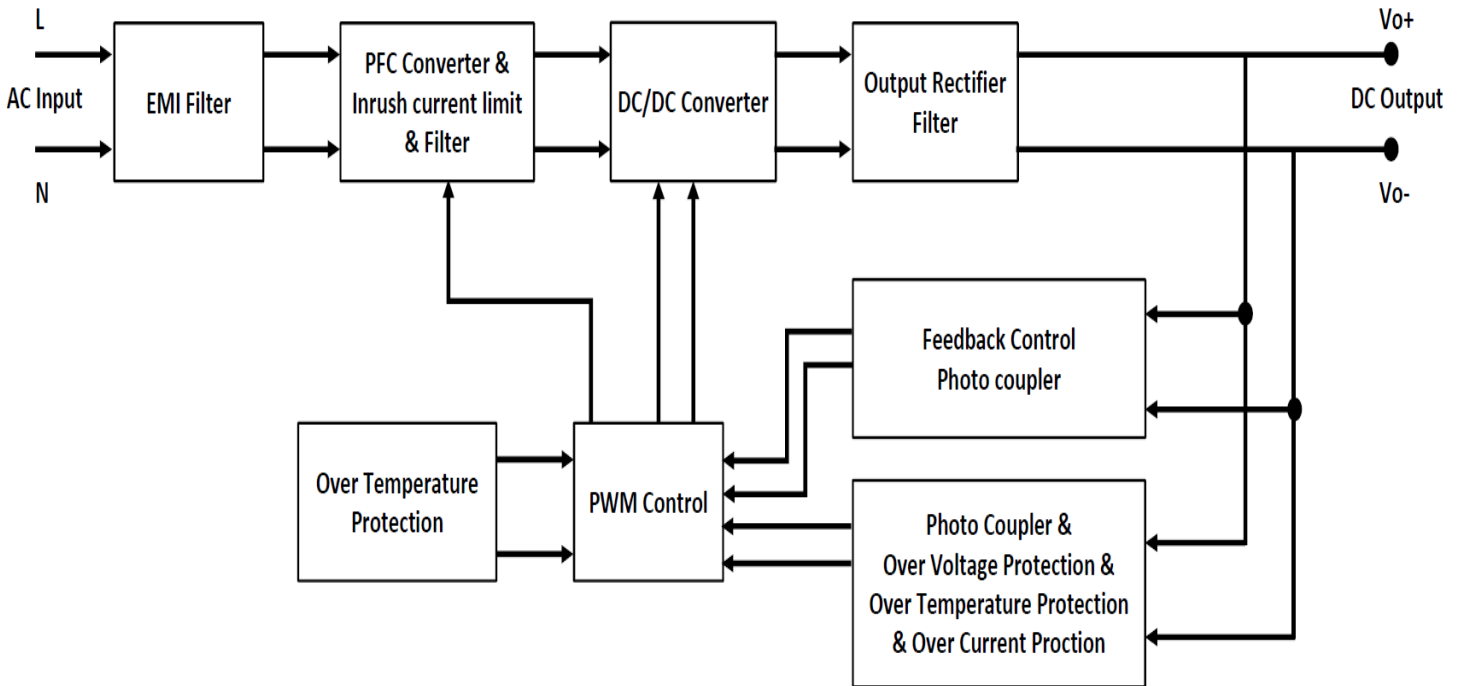 L
AC Input
N
EMI Filter
PFC Converter &
Inrush current limit
& Filter
DC/DC Converter
Output Rectifier
Filter
Vo+
DC Output
Vo-
Feedback Control
Photo coupler
Over Temperature
Protection
PWM Control
Photo Coupler &
Over Voltage Protection &
Over Temperature Protection
& Over Current Proction